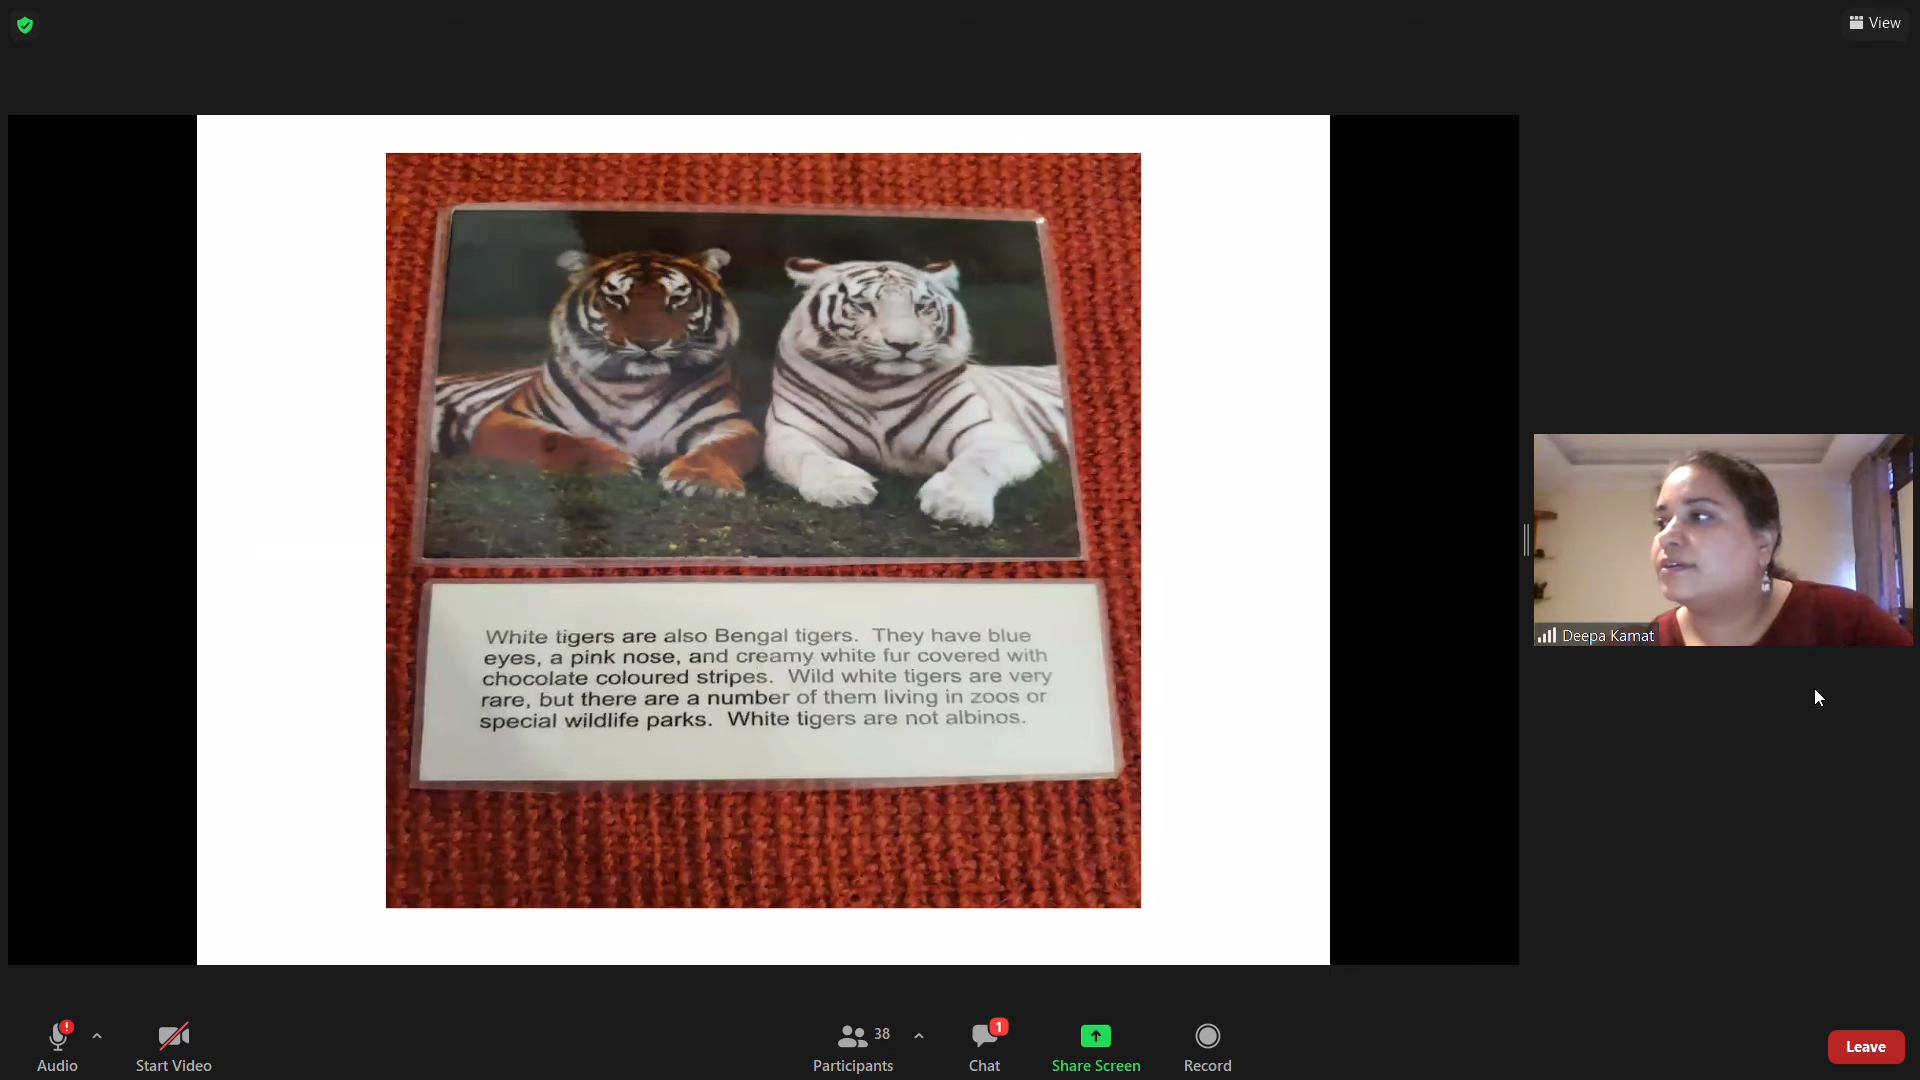 View
White tigers are also Bengal tigers. They have blue
eyes, a pink nose, and creamy white fur covered with
chocolate coloured stripes. Wild white tigers are very
rare, but there are a number of them living in zoos or
special wildlife parks. White tigers are not albinos.
Deepa Kamat
Audio
Start Video
38
Participants
1
Chat
Share Screen
Record
Leave